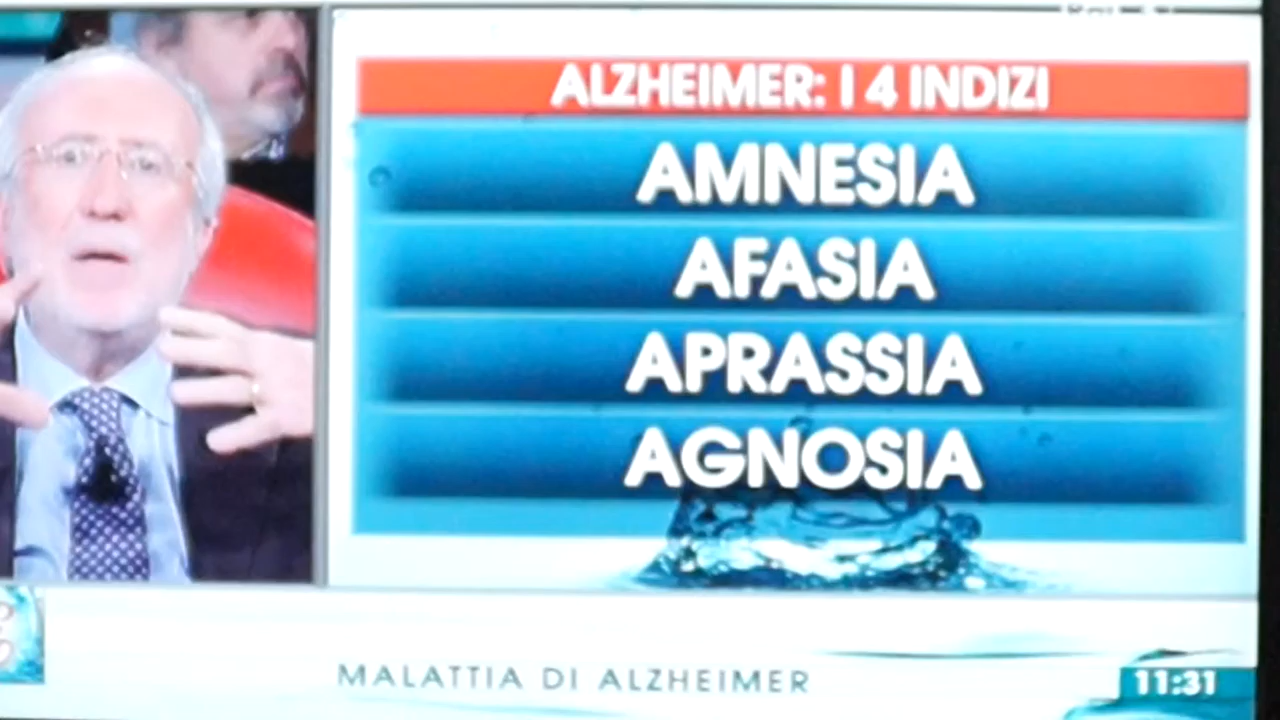 ALZHEIMER: I 4 INDIZI
AMNESIA
AFASIA
APRASSIA
AGNOSIA
MALATTIA DI ALZHEIMER
11:31